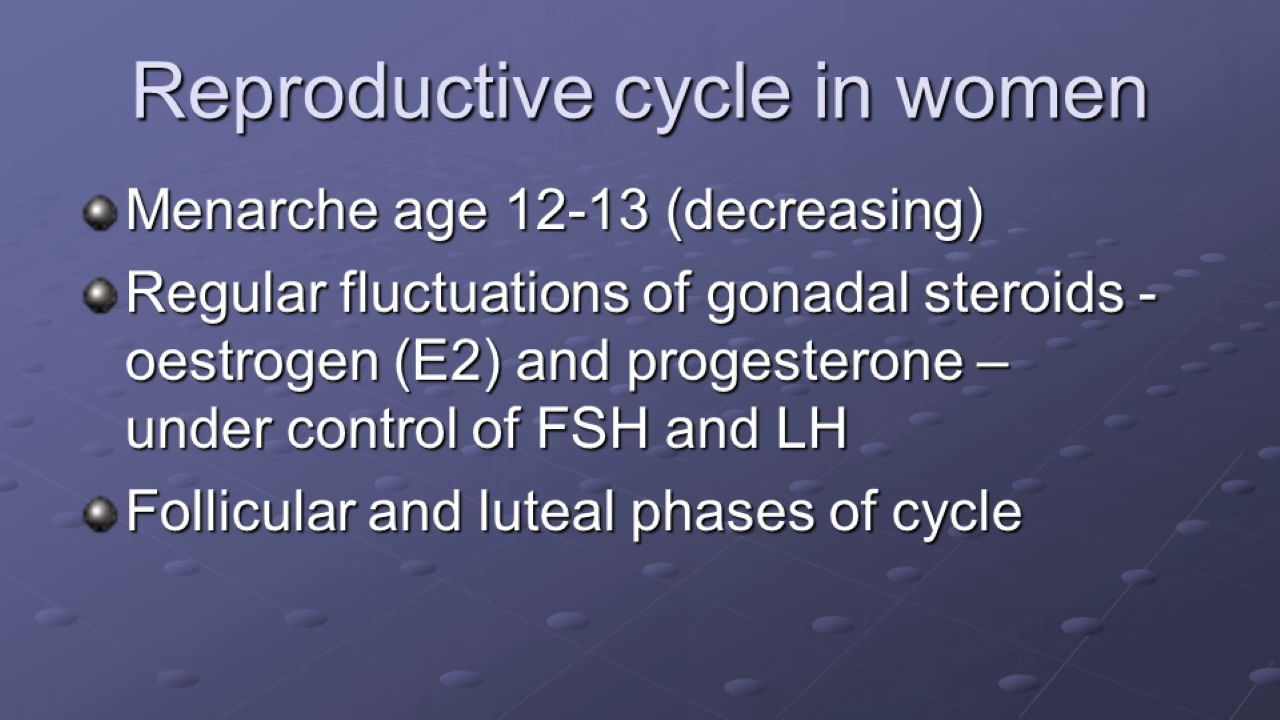 Reproductive cycle in women
Menarche age 12-13 (decreasing)
Regular fluctuations of gonadal steroids -
oestrogen (E2) and progesterone –
under control of FSH and LH
Follicular and luteal phases of cycle